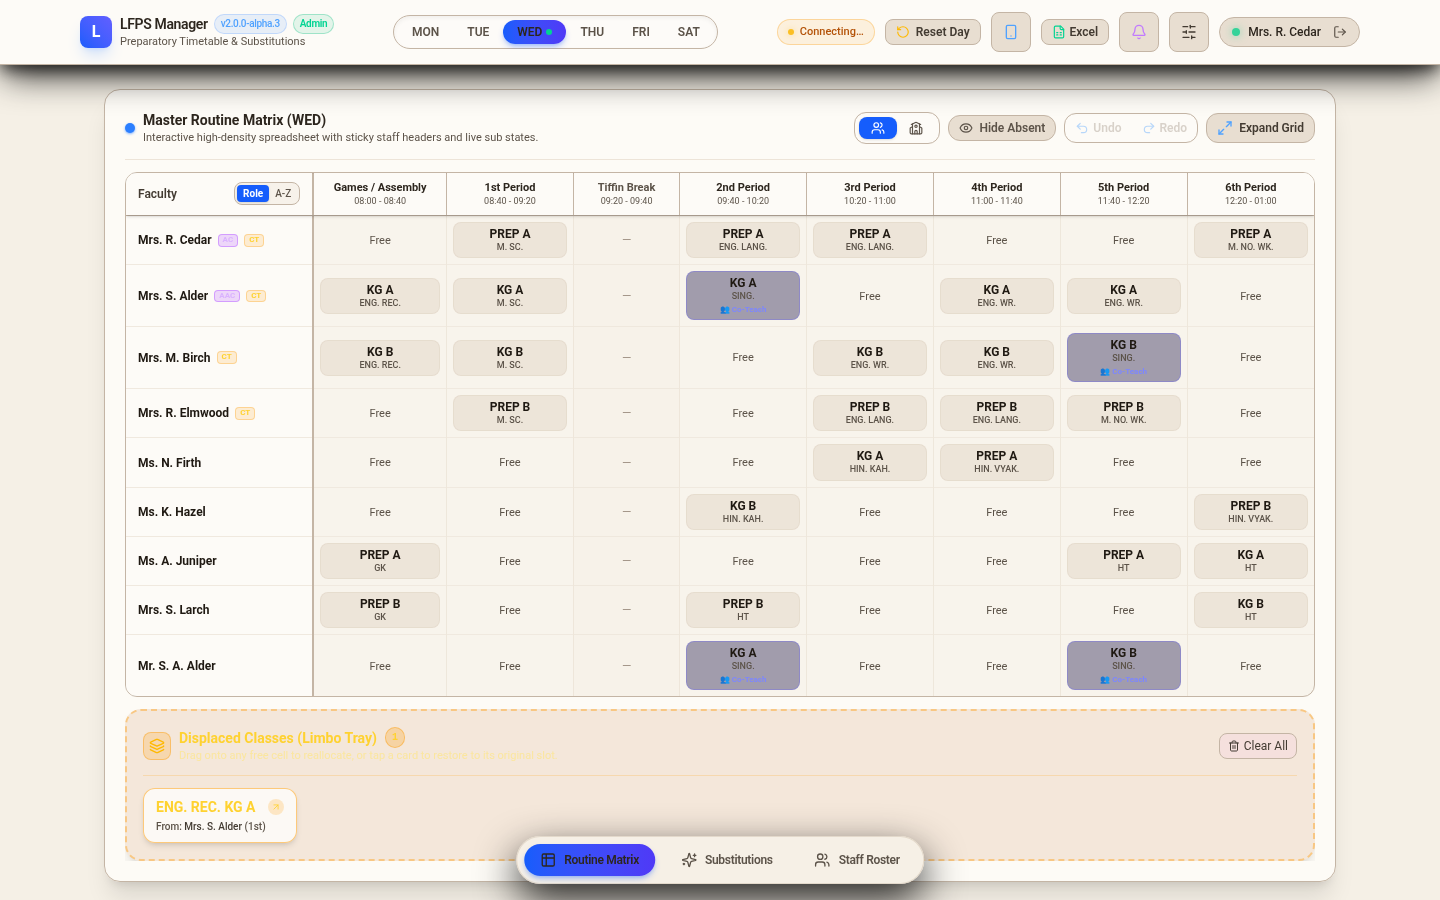 L
LFPS Manager v2.0.0-alpha.3 Admin
Preparatory Timetable & Substitutions
MON TUE WED THU FRI SAT
Connecting... Reset Day Excel Mrs. R. Cedar
Master Routine Matrix (WED)
Interactive high-density spreadsheet with sticky staff headers and live sub states.
Hide Absent Undo Redo Expand Grid
Faculty Role A-Z Games / Assembly 1st Period Tiffin Break 2nd Period 3rd Period 4th Period 5th Period 6th Period
08:00 - 08:40 08:40 - 09:20 09:20 - 09:40 09:40 - 10:20 10:20 - 11:00 11:00 - 11:40 11:40 - 12:20 12:20 - 01:00
Mrs. R. Cedar AC CT Free PREP A — PREP A PREP A Free Free PREP A
M. SC. ENG. LANG. ENG. LANG. M. NO. WK.
Mrs. S. Alder AAC CT KG A KG A — KG A Free KG A KG A Free
ENG. REC. M. SC. SING. ENG. WR. ENG. WR.
Co-Teach
Mrs. M. Birch CT KG B KG B — Free KG B KG B KG B Free
ENG. REC. M. SC. ENG. WR. ENG. WR. SING.
Co-Teach
Mrs. R. Elmwood CT Free PREP B — Free PREP B PREP B PREP B Free
M. SC. ENG. LANG. ENG. LANG. M. NO. WK.
Ms. N. Firth Free Free — Free KG A PREP A Free Free
HIN. KAH. HIN. VYAK.
Ms. K. Hazel Free Free — KG B Free Free Free PREP B
HIN. KAH. HIN. VYAK.
Ms. A. Juniper PREP A Free — Free Free Free PREP A KG A
GK HT HT
Mrs. S. Larch PREP B Free — PREP B Free Free Free KG B
GK HT HT
Mr. S. A. Alder Free Free — KG A Free Free KG B Free
SING. SING.
Co-Teach Co-Teach
Displaced Classes (Limbo Tray) 1
Clear All
ENG. REC. KG A
From: Mrs. S. Alder (1st)
Routine Matrix Substitutions Staff Roster